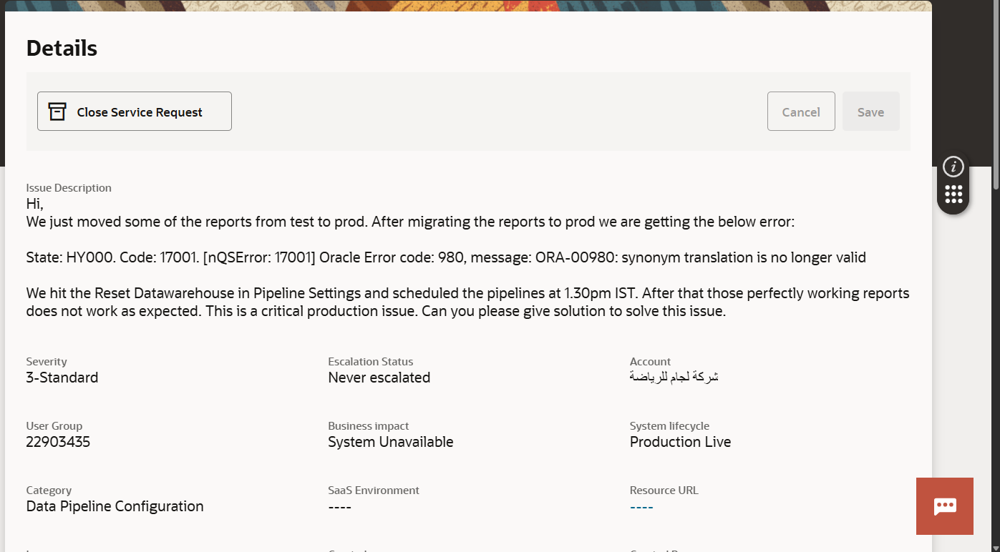 Details
Close Service Request
Cancel
Save
Issue Description
Hi,
We just moved some of the reports from test to prod. After migrating the reports to prod we are getting the below error:
State: HY000. Code: 17001. [nQSError: 17001] Oracle Error code: 980, message: ORA-00980: synonym translation is no longer valid
We hit the Reset Datawarehouse in Pipeline Settings and scheduled the pipelines at 1.30pm IST. After that those perfectly working reports
does not work as expected. This is a critical production issue. Can you please give solution to solve this issue.
Severity
3-Standard
Escalation Status
Never escalated
Account
شركة لجام للرياضة
User Group
22903435
Business impact
System Unavailable
System lifecycle
Production Live
Category
Data Pipeline Configuration
SaaS Environment
----
Resource URL
----